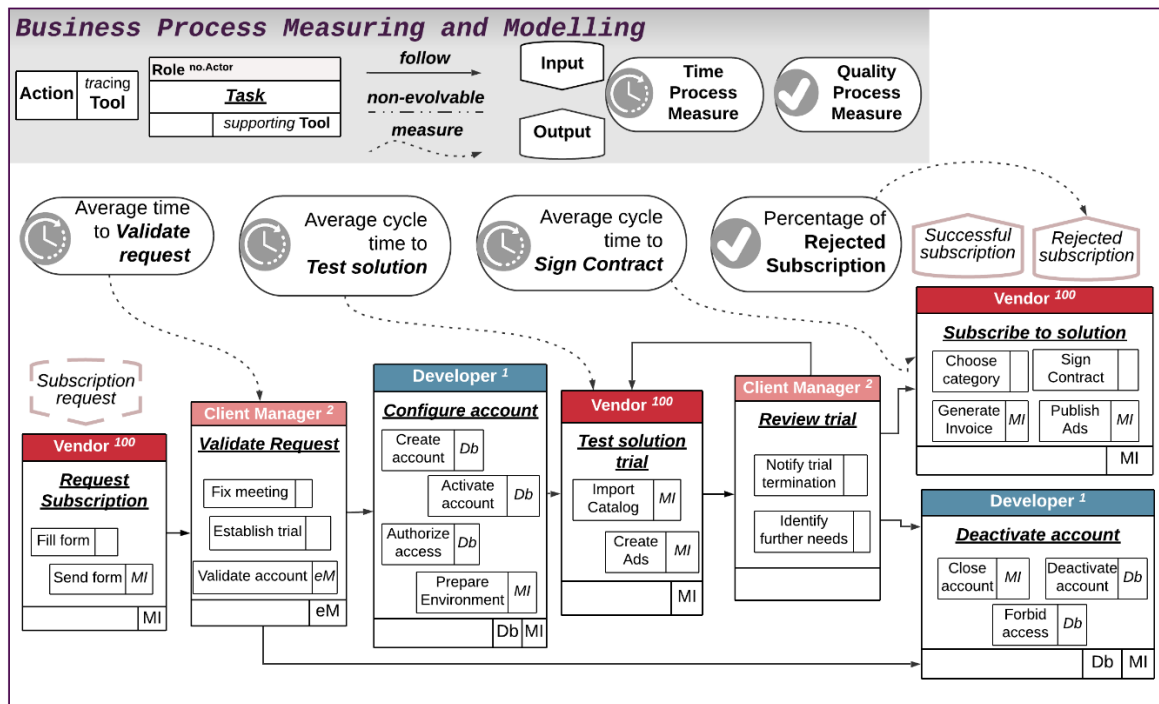 Business Process Measuring and Modelling
Action
tracing
Tool
Role no.Actor
Task
supporting Tool
follow
non-evolvable
measure
Input
Output
Time
Process
Measure
Quality
Process
Measure
Average time
to Validate
request
Average cycle
time to
Test solution
Average cycle
time to
Sign Contract
Percentage of
Rejected
Subscription
Successful
subscription
Rejected
subscription
Subscription
request
Vendor 100
Request
Subscription
Fill form
Send form MI
MI
Client Manager 2
Validate Request
Fix meeting
Establish trial
Validate account eM
eM
Developer 1
Configure account
Create
account
Db
Activate
account
Db
Authorize
access
Db
Prepare
Environment
MI
Db MI
Vendor 100
Test solution
trial
Import
Catalog
MI
Create
Ads
MI
MI
Client Manager 2
Review trial
Notify trial
termination
Identify
further needs
Vendor 100
Subscribe to solution
Choose
category
Sign
Contract
Generate
Invoice
MI
Publish
Ads
MI
MI
Developer 1
Deactivate account
Close
account
MI
Deactivate
account
Db
Forbid
access
Db
Db MI